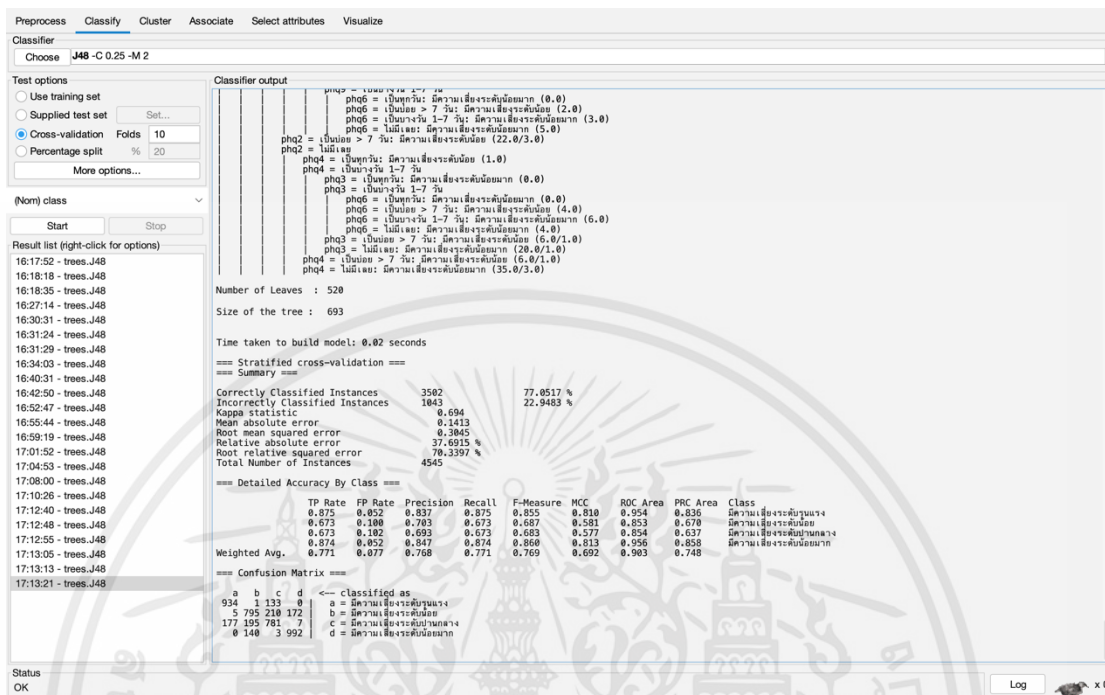 Preprocess Classify Cluster Associate Select attributes Visualize
Classifier
Choose J48 -C 0.25 -M 2
Test options
Use training set
Supplied test set Set...
Cross-validation Folds 10
Percentage split % 20
More options...
(Nom) class
Start Stop
Result list (right-click for options)
16:17:52 - trees.J48
16:18:18 - trees.J48
16:18:35 - trees.J48
16:27:14 - trees.J48
16:30:31 - trees.J48
16:31:24 - trees.J48
16:31:29 - trees.J48
16:34:03 - trees.J48
16:40:31 - trees.J48
16:42:50 - trees.J48
16:52:47 - trees.J48
16:55:44 - trees.J48
16:59:19 - trees.J48
17:01:52 - trees.J48
17:04:53 - trees.J48
17:08:00 - trees.J48
17:10:26 - trees.J48
17:12:40 - trees.J48
17:12:48 - trees.J48
17:12:55 - trees.J48
17:13:05 - trees.J48
17:13:13 - trees.J48
17:13:21 - trees.J48
Classifier output
| | | | | phq5 = เป็นบางวัน 1-7 วัน
| | | | | | phq6 = เป็นทุกวัน: มีความเสี่ยงระดับน้อยมาก (0.0)
| | | | | | phq6 = เป็นบ่อย > 7 วัน: มีความเสี่ยงระดับน้อย (2.0)
| | | | | | phq6 = เป็นบางวัน 1-7 วัน: มีความเสี่ยงระดับน้อยมาก (3.0)
| | | | | | phq6 = ไม่มีเลย: มีความเสี่ยงระดับน้อยมาก (5.0)
| | | phq2 = เป็นบ่อย > 7 วัน: มีความเสี่ยงระดับน้อย (22.0/3.0)
| | | phq2 = ไม่มีเลย
| | | | phq4 = เป็นทุกวัน: มีความเสี่ยงระดับน้อย (1.0)
| | | | phq4 = เป็นบางวัน 1-7 วัน
| | | | | phq3 = เป็นทุกวัน: มีความเสี่ยงระดับน้อยมาก (0.0)
| | | | | phq3 = เป็นบางวัน 1-7 วัน
| | | | | | phq6 = เป็นทุกวัน: มีความเสี่ยงระดับน้อยมาก (0.0)
| | | | | | phq6 = เป็นบ่อย > 7 วัน: มีความเสี่ยงระดับน้อย (4.0)
| | | | | | phq6 = เป็นบางวัน 1-7 วัน: มีความเสี่ยงระดับน้อยมาก (6.0)
| | | | | | phq6 = ไม่มีเลย: มีความเสี่ยงระดับน้อยมาก (4.0)
| | | | | phq3 = เป็นบ่อย > 7 วัน: มีความเสี่ยงระดับน้อย (6.0/1.0)
| | | | | phq3 = ไม่มีเลย: มีความเสี่ยงระดับน้อยมาก (20.0/1.0)
| | | | phq4 = เป็นบ่อย > 7 วัน: มีความเสี่ยงระดับน้อย (6.0/1.0)
| | | | phq4 = ไม่มีเลย: มีความเสี่ยงระดับน้อยมาก (35.0/3.0)
Number of Leaves : 520
Size of the tree : 693
Time taken to build model: 0.02 seconds
=== Stratified cross-validation ===
=== Summary ===
Correctly Classified Instances 3502 77.0517 %
Incorrectly Classified Instances 1043 22.9483 %
Kappa statistic 0.694
Mean absolute error 0.1413
Root mean squared error 0.3045
Relative absolute error 37.6915 %
Root relative squared error 70.3397 %
Total Number of Instances 4545
=== Detailed Accuracy By Class ===
TP Rate FP Rate Precision Recall F-Measure MCC ROC Area PRC Area Class
0.875 0.052 0.837 0.875 0.855 0.810 0.954 0.836 มีความเสี่ยงระดับรุนแรง
0.673 0.100 0.703 0.673 0.687 0.581 0.853 0.670 มีความเสี่ยงระดับน้อย
0.673 0.102 0.693 0.673 0.683 0.577 0.854 0.637 มีความเสี่ยงระดับปานกลาง
0.874 0.052 0.847 0.874 0.860 0.813 0.956 0.858 มีความเสี่ยงระดับน้อยมาก
Weighted Avg. 0.771 0.077 0.768 0.771 0.769 0.692 0.903 0.748
=== Confusion Matrix ===
a b c d <-- classified as
934 1 133 0 | a = มีความเสี่ยงระดับรุนแรง
5 795 210 172 | b = มีความเสี่ยงระดับน้อย
177 195 781 7 | c = มีความเสี่ยงระดับปานกลาง
0 140 3 992 | d = มีความเสี่ยงระดับน้อยมาก
Status
OK
Log
x 0